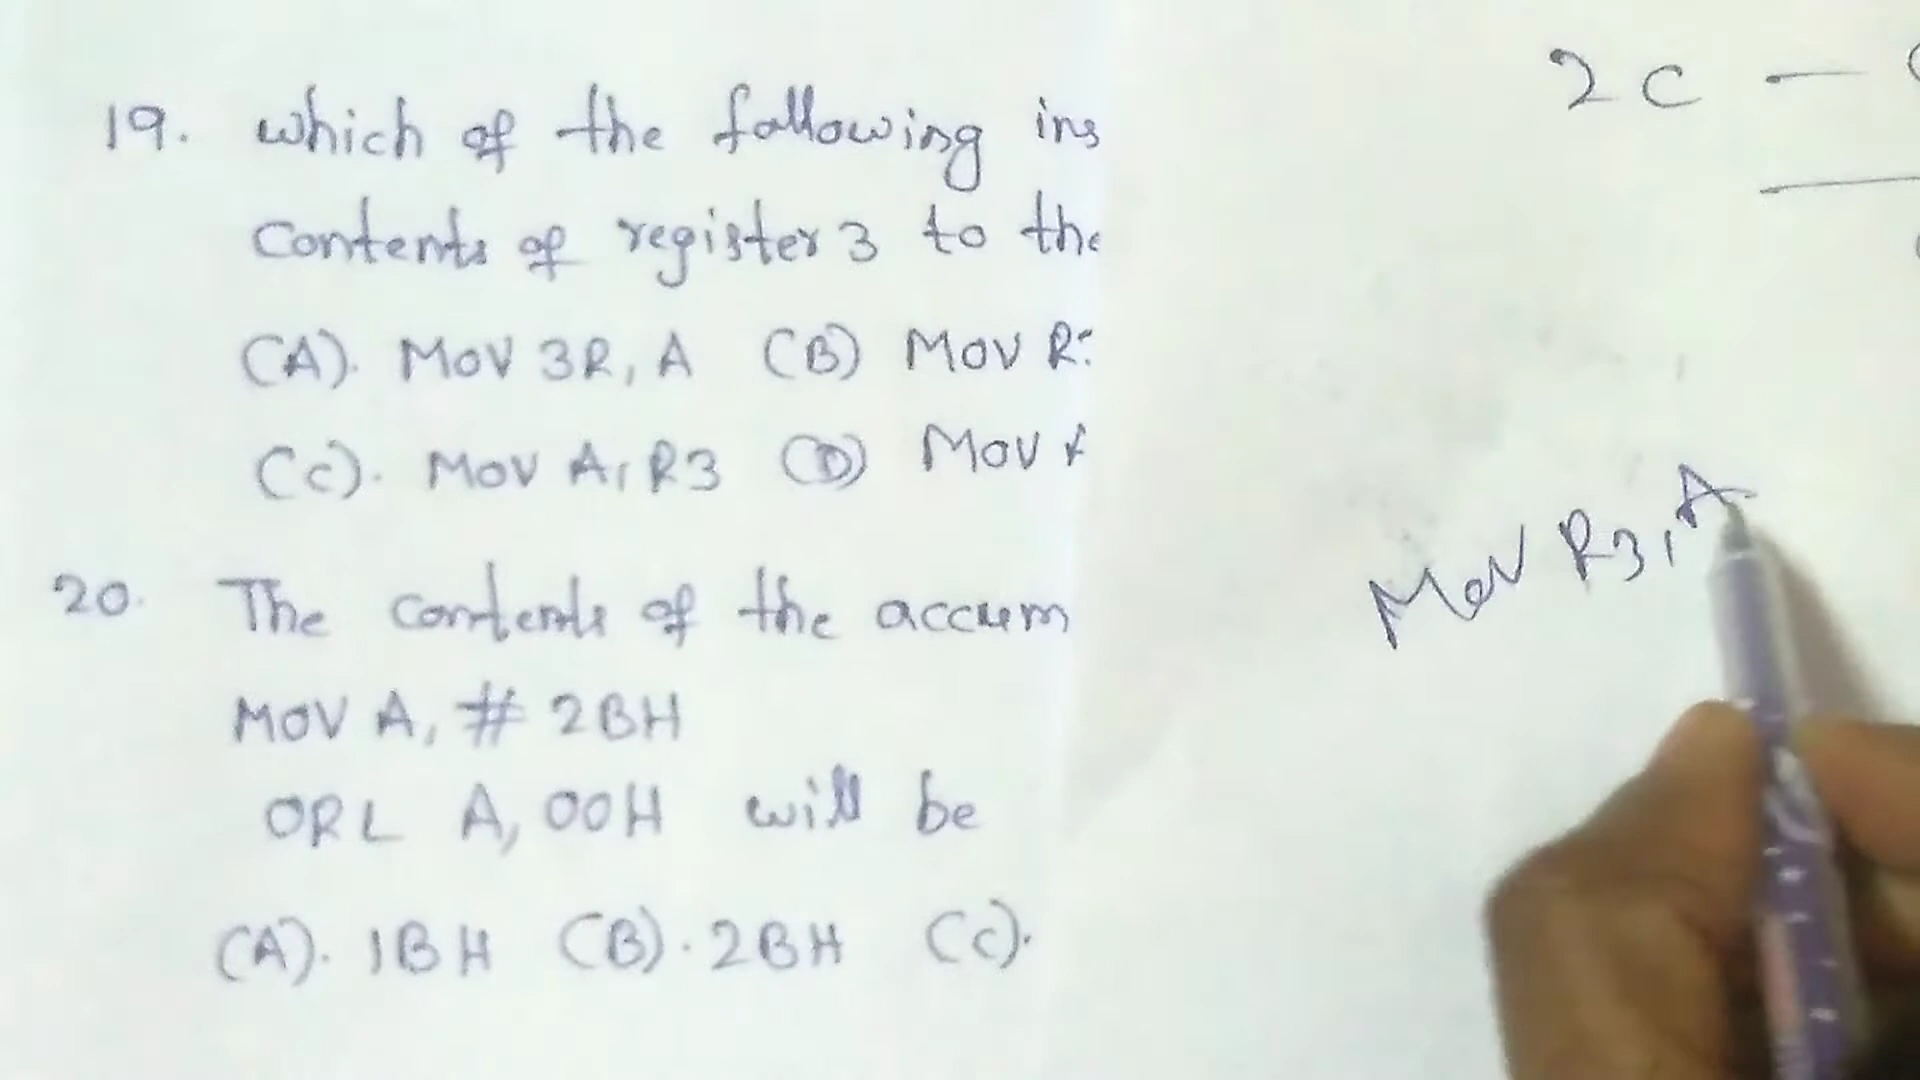 19. which of the following ins
contents of register 3 to the
(A). MOV 3R, A (B) MOV R
(C). MOV A, R3 (D) MOV
20. The contents of the accum
MOV A, # 2BH
ORL A, 00H will be
(A). 1BH (B). 2BH (C).
2C —
MOV R3, A